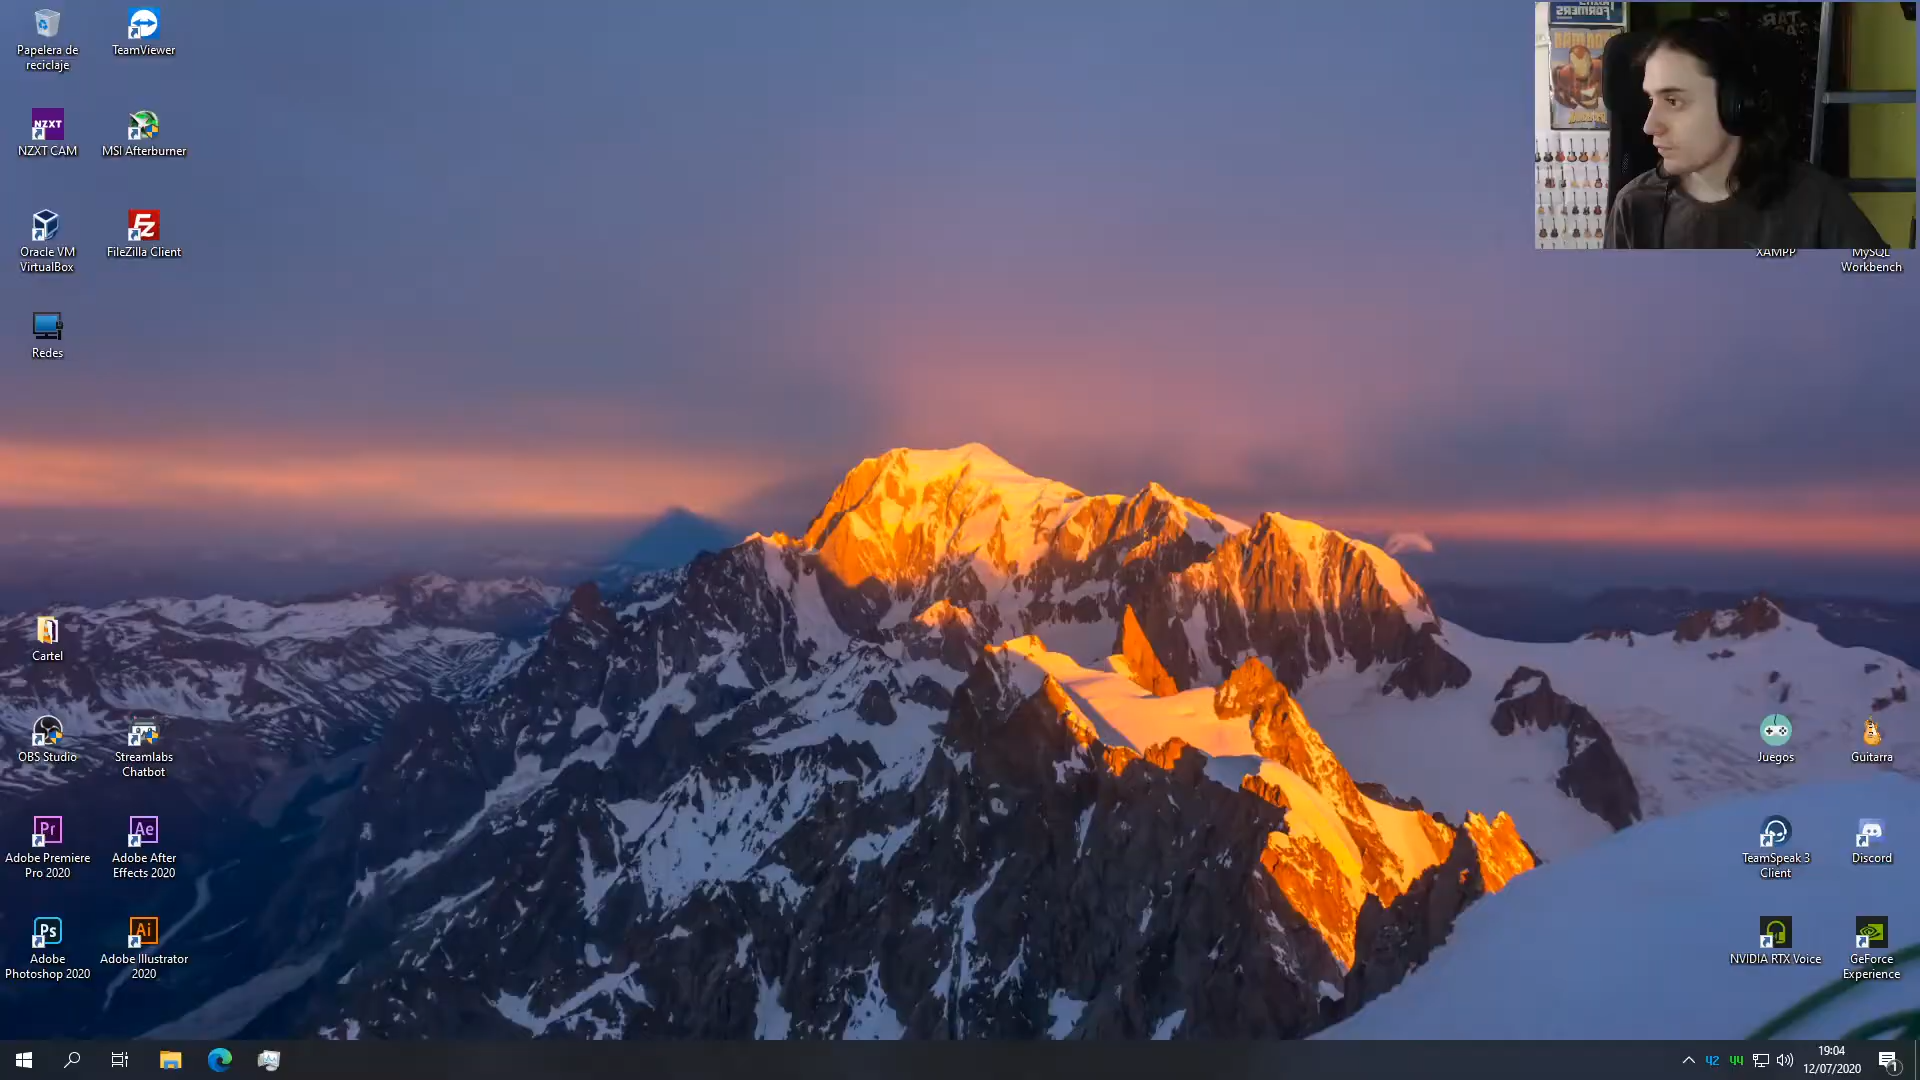 Papelera de
reciclaje
TeamViewer
NZXT
NZXT CAM
MSI Afterburner
Oracle VM
VirtualBox
Fz
FileZilla Client
Redes
XAMPP
MySQL
Workbench
Cartel
OBS Studio
Streamlabs
Chatbot
Juegos
Guitarra
Pr
Adobe Premiere
Pro 2020
Ae
Adobe After
Effects 2020
TeamSpeak 3
Client
Discord
Ps
Adobe
Photoshop 2020
Ai
Adobe Illustrator
2020
NVIDIA RTX Voice
GeForce
Experience
42
44
19:04
12/07/2020
1